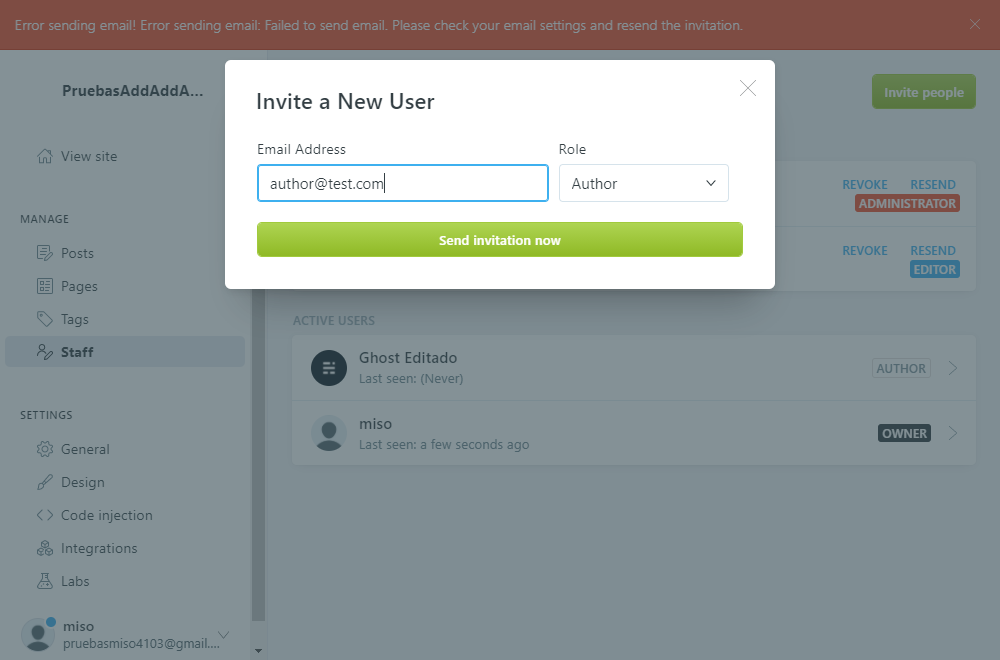 Error sending email! Error sending email: Failed to send email. Please check your email settings and resend the invitation.
PruebasAddAddA...
Invite people
Invite a New User
Email Address
Role
author@test.com
Author
Send invitation now
View site
MANAGE
Posts
Pages
Tags
Staff
SETTINGS
General
Design
Code injection
Integrations
Labs
miso
pruebasmiso4103@gmail....
REVOKE RESEND
ADMINISTRATOR
REVOKE RESEND
EDITOR
ACTIVE USERS
Ghost Editado
Last seen: (Never)
AUTHOR
miso
Last seen: a few seconds ago
OWNER